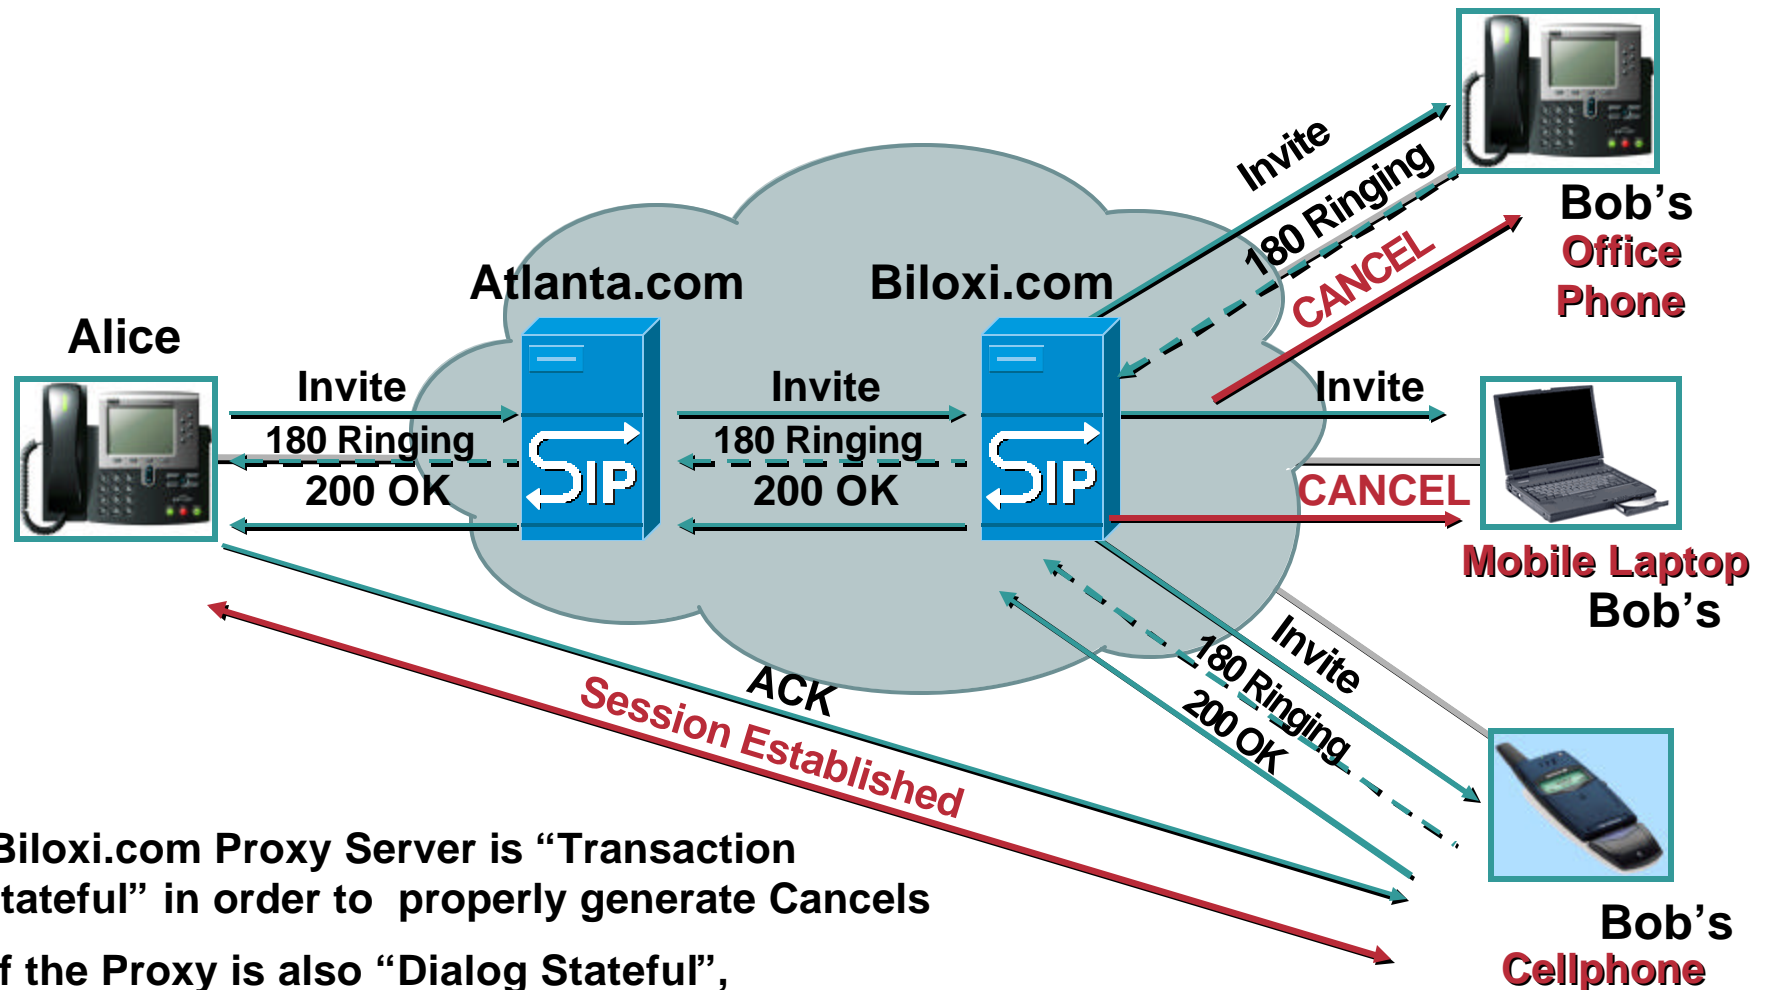 Alice
Atlanta.com
Biloxi.com
Invite
180 Ringing
200 OK
SIP
Invite
180 Ringing
200 OK
SIP
Invite
180 Ringing
CANCEL
Bob’s
Office
Phone
Invite
CANCEL
Mobile Laptop
Bob’s
Invite
180 Ringing
200 OK
Bob’s
Cellphone
ACK
Session Established
Biloxi.com Proxy Server is “Transaction
tateful” in order to properly generate Cancels
f the Proxy is also “Dialog Stateful”,